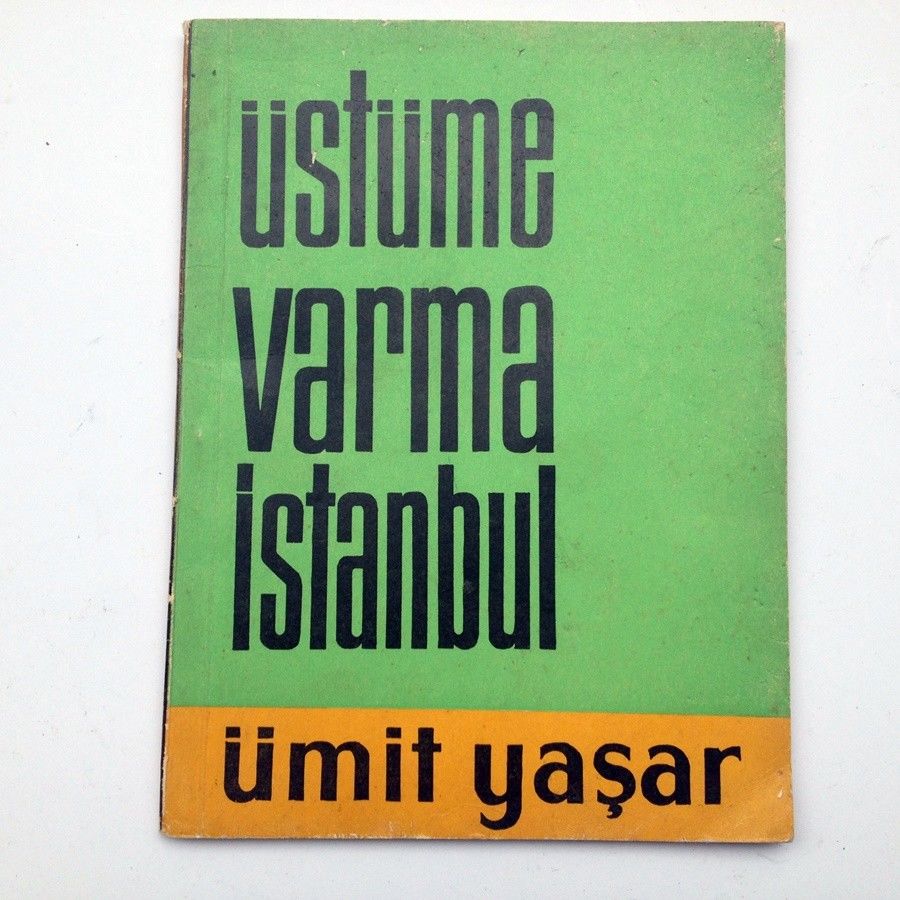 üstüme
varma
istanbul
ümit yaşar